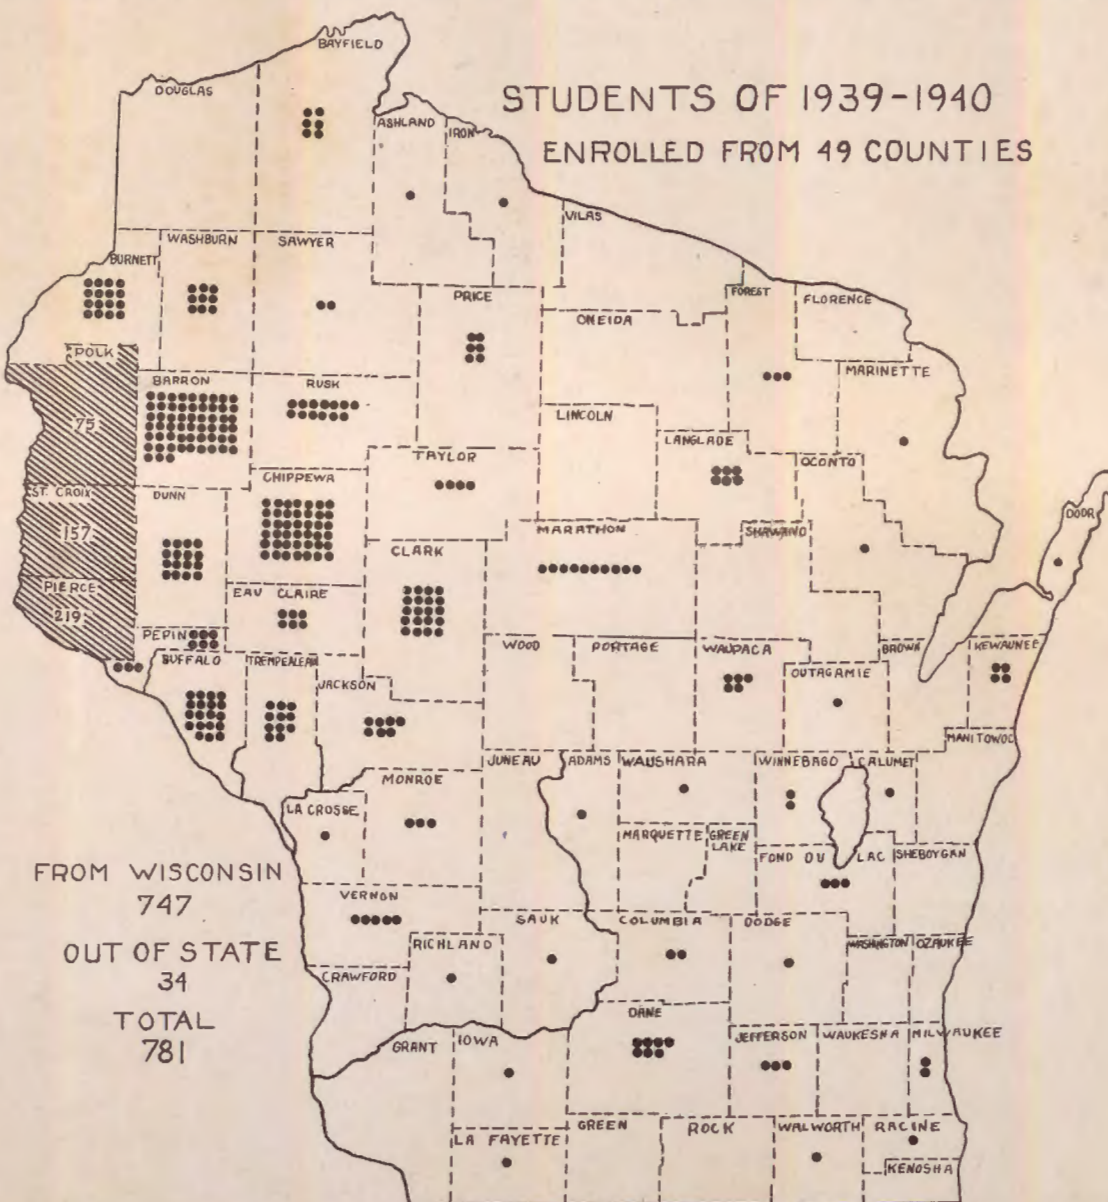 BAYFIELD
DOUGLAS
STUDENTS OF 1939-1940
ENROLLED FROM 49 COUNTIES
ASHLAND
IRON
VILAS
WASHBURN
SAWYER
BURNETT
PRICE
FOREST
FLORENCE
ONEIDA
POLK
BARRON
RUSK
MARINETTE
75
LINCOLN
LANGLADE
TAYLOR
OCONTO
CHIPPEWA
ST. CROIX
DUNN
DOOR
157
MARATHON
SHAWANO
CLARK
PIERCE
EAU CLAIRE
219
PEPIN
WOOD
PORTAGE
WAUPACA
BROWN
KEWAUNEE
BUFFALO
TREMPEALEAU
OUTAGAMIE
JACKSON
MANITOWOC
JUNEAU
ADAMS
WAUSHARA
WINNEBAGO
CALUMET
MONROE
LA CROSSE
MARQUETTE
GREEN
LAKE
FOND DU LAC
SHEBOYGAN
FROM WISCONSIN
747
VERNON
SAUK
COLUMBIA
DODGE
OUT OF STATE
34
RICHLAND
WASHINGTON
OZAUKEE
CRAWFORD
TOTAL
781
DANE
GRANT
IOWA
JEFFERSON
WAUKESHA
MILWAUKEE
LA FAYETTE
GREEN
ROCK
WALWORTH
RACINE
KENOSHA